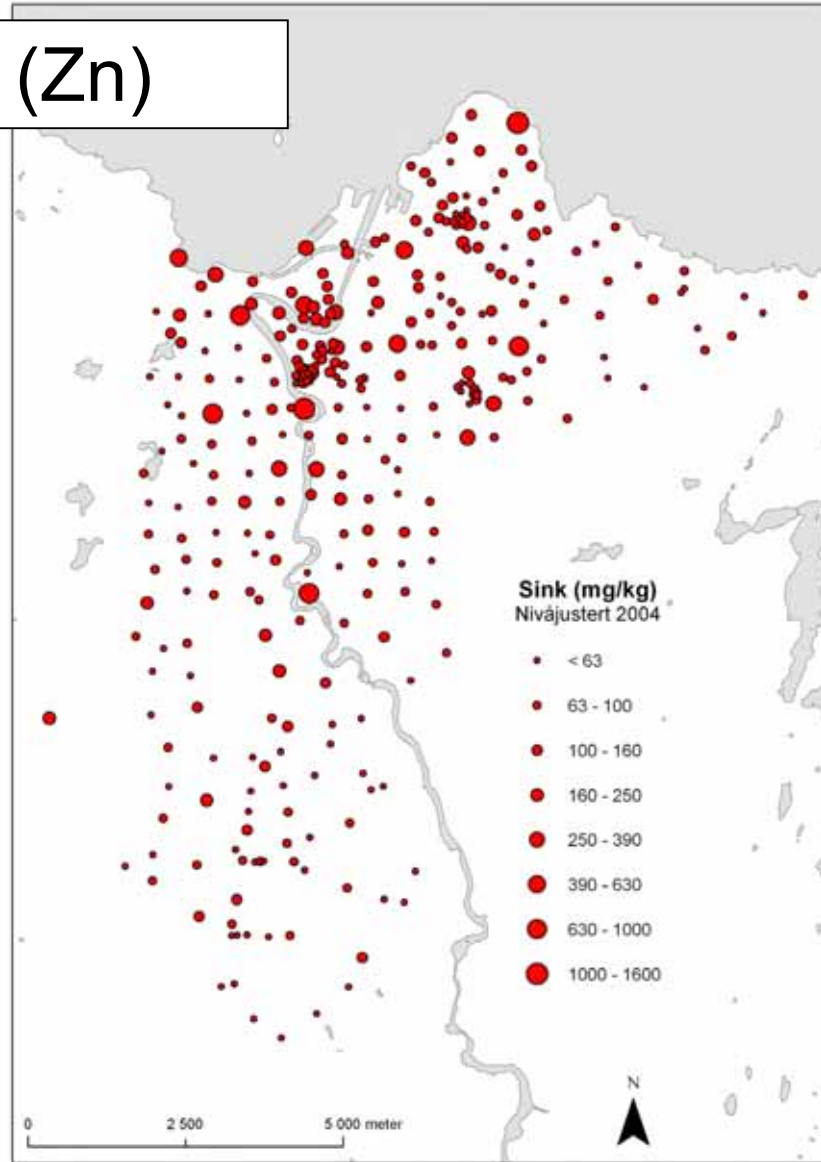 (Zn)
Sink (mg/kg)
Nivåjustert 2004
< 63
63 - 100
100 - 160
160 - 250
250 - 390
390 - 630
630 - 1000
1000 - 1600
N
0 2 500 5 000 meter